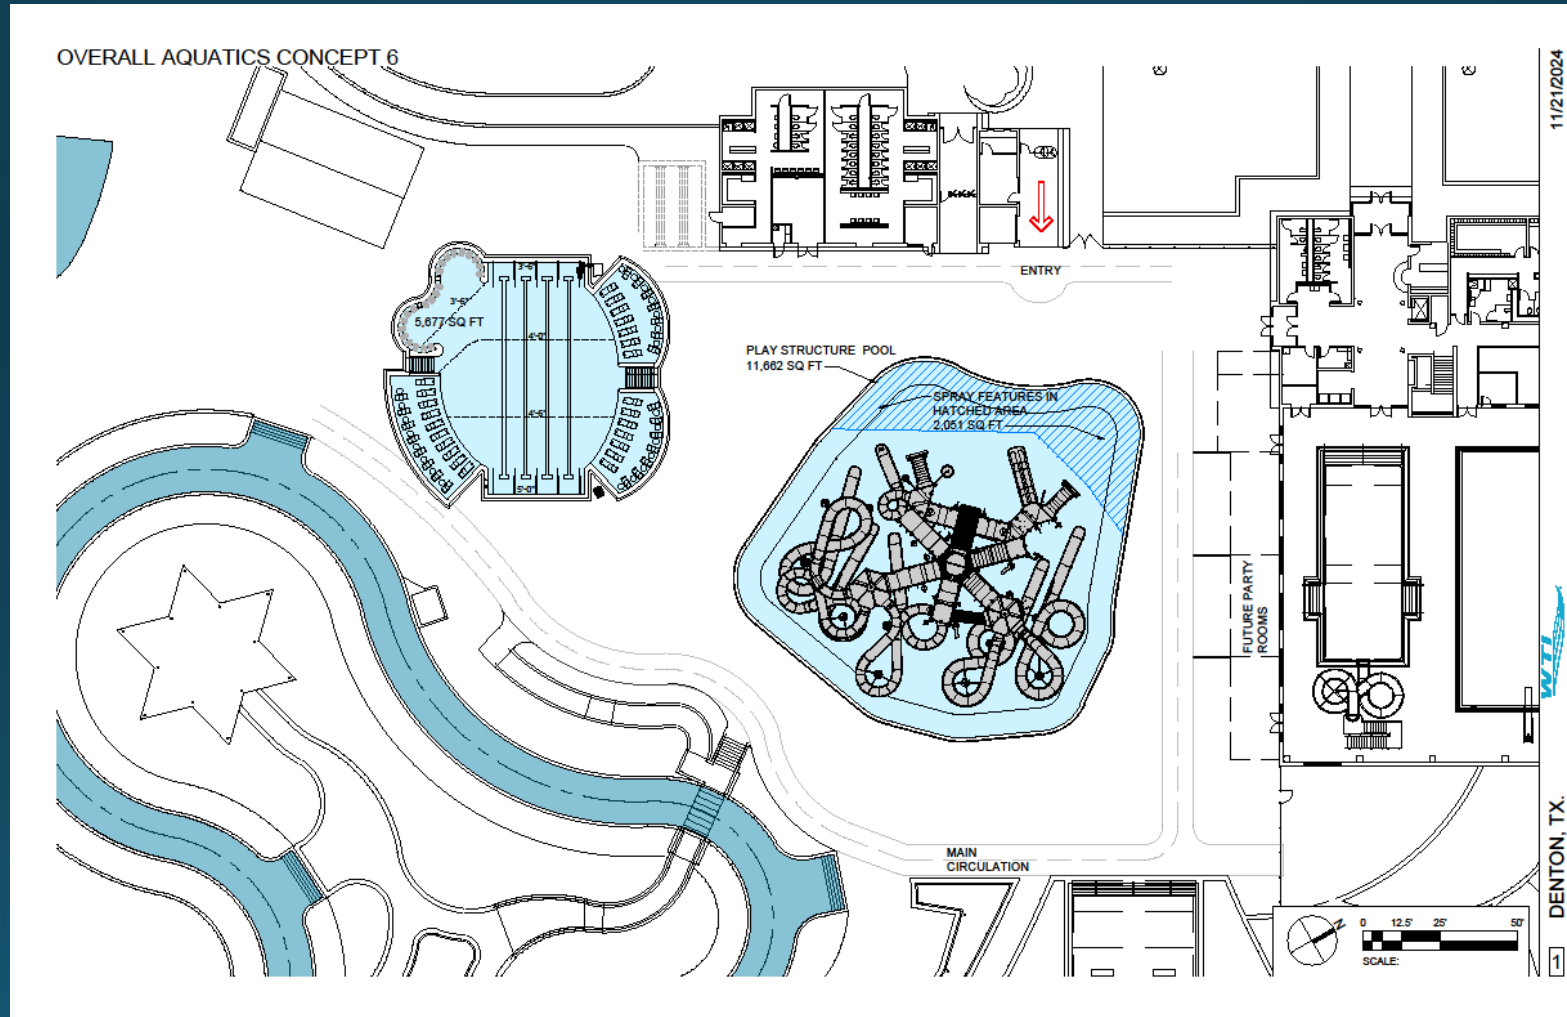 OVERALL AQUATICS CONCEPT 6
11/21/2024
ENTRY
3'-6"
3'-6"
5,677 SQ FT
4'-0"
4'-6"
5'-0"
PLAY STRUCTURE POOL
11,662 SQ FT
SPRAY FEATURES IN
HATCHED AREA
2,051 SQ FT
FUTURE PARTY
ROOMS
WTI
MAIN
CIRCULATION
DENTON, TX.
N
0 12.5' 25' 50'
SCALE:
1